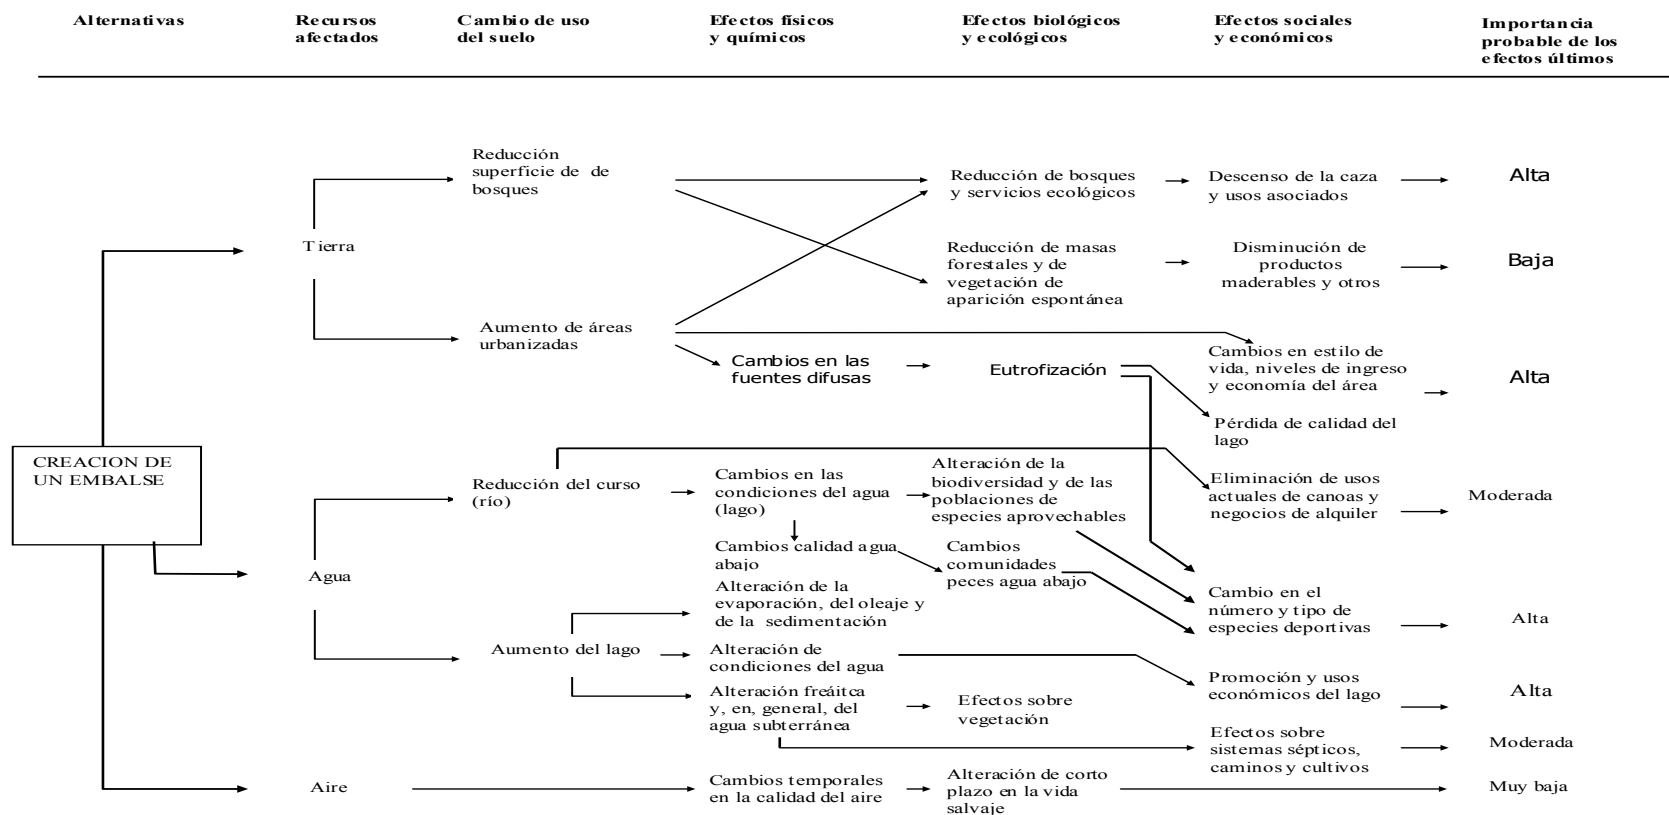 Alternativas
Recursos
afectados
Cambio de uso
del suelo
Efectos físicos
y químicos
Efectos biológicos
y ecológicos
Efectos sociales
y económicos
Importancia
probable de los
efectos últimos
Reducción
superficie de de
bosques
Reducción de bosques
y servicios ecológicos
Descenso de la caza
y usos asociados
Alta
Tierra
Reducción de masas
forestales y de
vegetación de
aparición espontánea
Disminución de
productos
maderables y otros
Baja
Aumento de áreas
urbanizadas
Cambios en las
fuentes difusas
Eutrofización
Cambios en estilo de
vida, niveles de ingreso
y economía del área
Alta
Pérdida de calidad del
lago
CREACION DE
UN EMBALSE
Reducción del curso
(río)
Cambios en las
condiciones del agua
(lago)
Alteración de la
biodiversidad y de las
poblaciones de
especies aprovechables
Eliminación de usos
actuales de canoas y
negocios de alquiler
Moderada
Cambios calidad agua
abajo
Cambios
comunidades
peces agua abajo
Agua
Alteración de la
evaporación, del oleaje y
de la sedimentación
Cambio en el
número y tipo de
especies deportivas
Alta
Aumento del lago
Alteración de
condiciones del agua
Promoción y usos
económicos del lago
Alta
Alteración freáitca
y, en, general, del
agua subterránea
Efectos sobre
vegetación
Efectos sobre
sistemas sépticos,
caminos y cultivos
Moderada
Aire
Cambios temporales
en la calidad del aire
Alteración de corto
plazo en la vida
salvaje
Muy baja